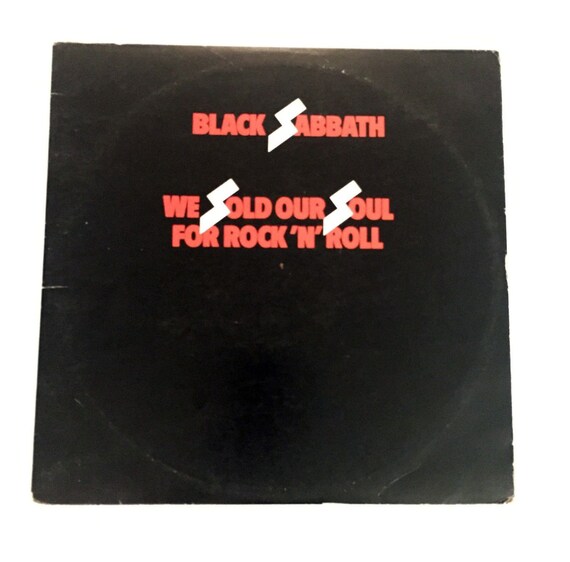 BLACK SABBATH
WE SOLD OUR SOUL
FOR ROCK 'N' ROLL